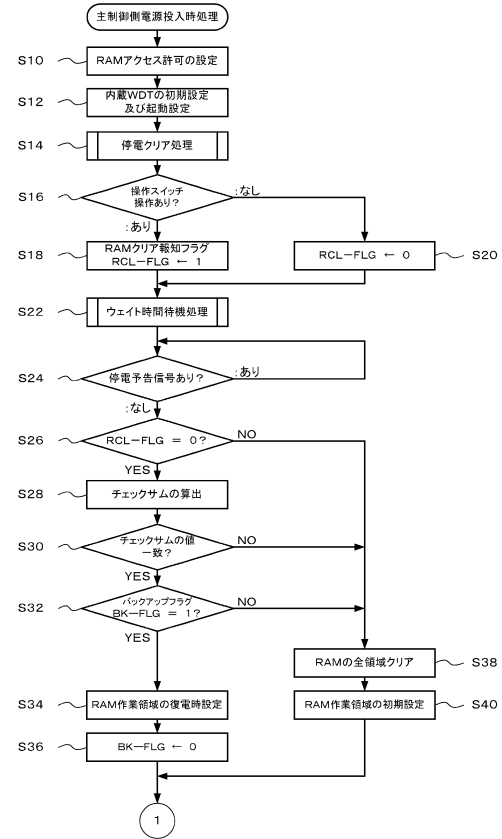 主制御側電源投入時処理
S10
RAMアクセス許可の設定
S12
内蔵WDTの初期設定
及び起動設定
S14
停電クリア処理
S16
操作スイッチ
操作あり?
:なし
:あり
S18
RAMクリア報知フラグ
RCL-FLG ← 1
RCL-FLG ← 0
S20
S22
ウェイト時間待機処理
S24
停電予告信号あり?
:あり
:なし
S26
RCL-FLG = 0?
NO
YES
S28
チェックサムの算出
S30
チェックサムの値
一致?
NO
YES
S32
バックアップフラグ
BK-FLG = 1?
NO
YES
RAMの全領域クリア
S38
S34
RAM作業領域の復電時設定
RAM作業領域の初期設定
S40
S36
BK-FLG ← 0
1